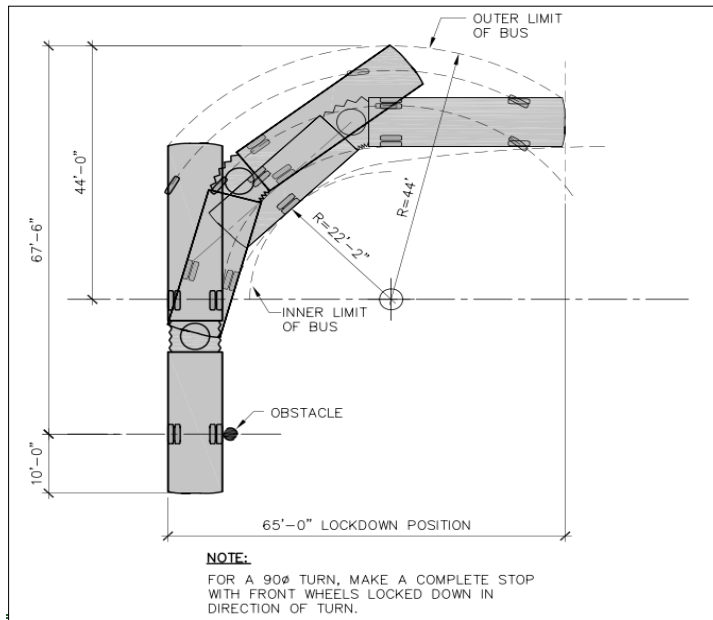 OUTER LIMIT
OF BUS
44'-0"
67'-6"
R=44'
R=22'-2"
INNER LIMIT
OF BUS
OBSTACLE
10'-0"
65'-0" LOCKDOWN POSITION
NOTE:
FOR A 90ø TURN, MAKE A COMPLETE STOP
WITH FRONT WHEELS LOCKED DOWN IN
DIRECTION OF TURN.